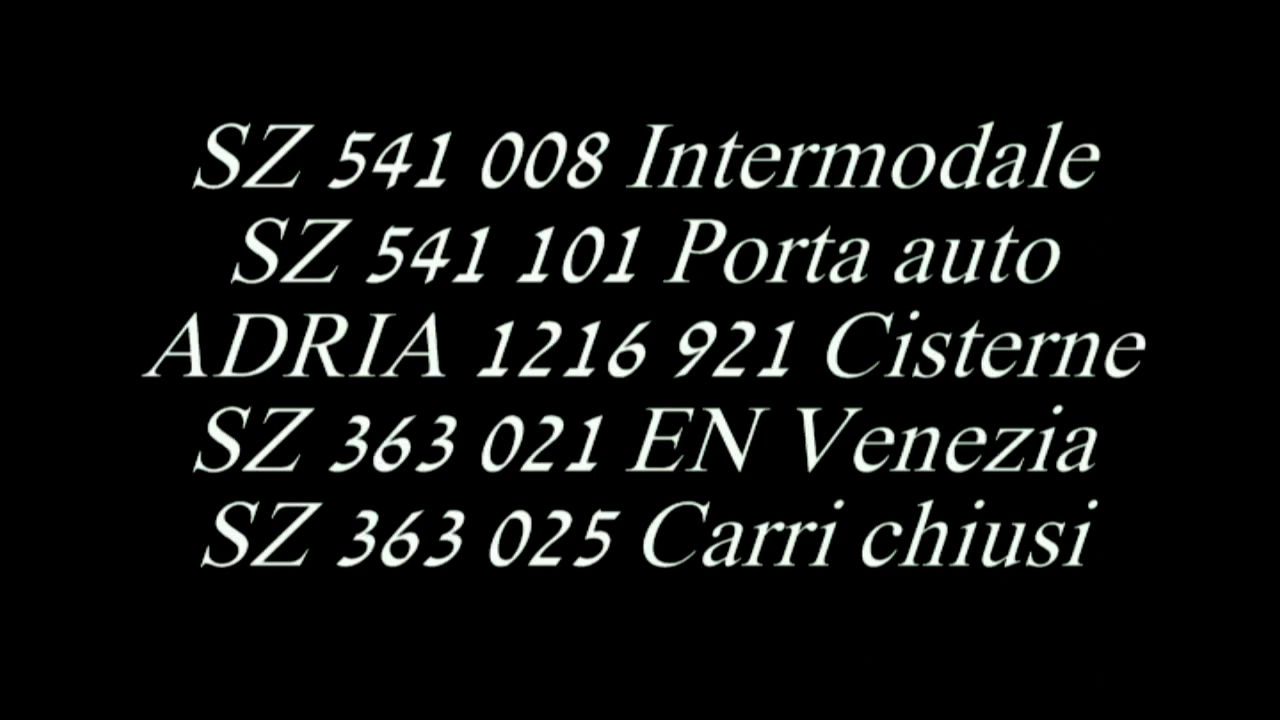 SZ 541 008 Intermodale
SZ 541 101 Porta auto
ADRIA 1216 921 Cisterne
SZ 363 021 EN Venezia
SZ 363 025 Carri chiusi